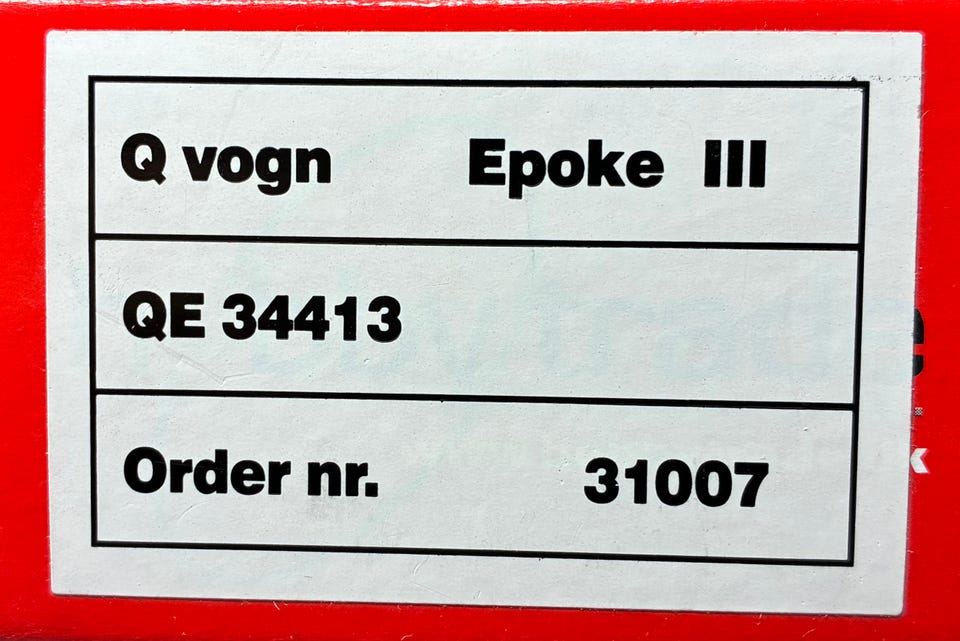 Q vogn Epoke III
QE 34413
Order nr. 31007